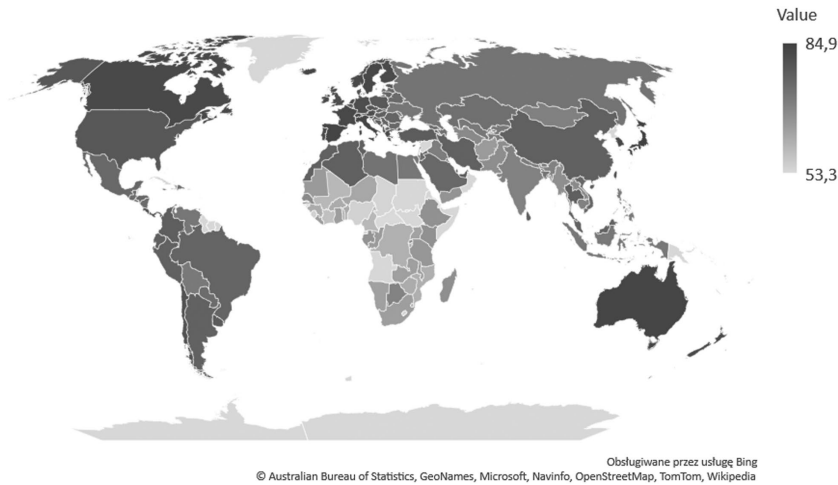 Value
84,9
53,3
Obsługiwane przez usługę Bing
© Australian Bureau of Statistics, GeoNames, Microsoft, Navinfo, OpenStreetMap, TomTom, Wikipedia